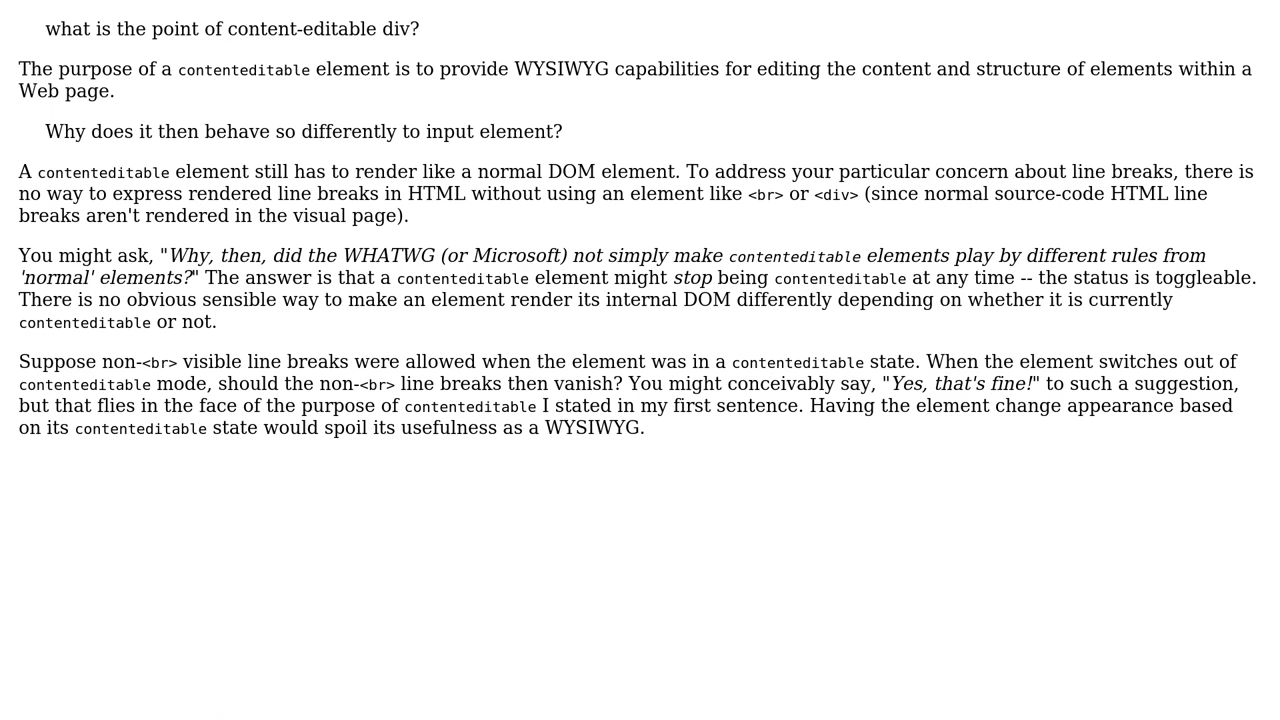 what is the point of content-editable div?
The purpose of a contenteditable element is to provide WYSIWYG capabilities for editing the content and structure of elements within a
Web page.
Why does it then behave so differently to input element?
A contenteditable element still has to render like a normal DOM element. To address your particular concern about line breaks, there is
no way to express rendered line breaks in HTML without using an element like <br> or <div> (since normal source-code HTML line
breaks aren't rendered in the visual page).
You might ask, "Why, then, did the WHATWG (or Microsoft) not simply make contenteditable elements play by different rules from
'normal' elements?" The answer is that a contenteditable element might stop being contenteditable at any time -- the status is toggleable.
There is no obvious sensible way to make an element render its internal DOM differently depending on whether it is currently
contenteditable or not.
Suppose non-<br> visible line breaks were allowed when the element was in a contenteditable state. When the element switches out of
contenteditable mode, should the non-<br> line breaks then vanish? You might conceivably say, "Yes, that's fine!" to such a suggestion,
but that flies in the face of the purpose of contenteditable I stated in my first sentence. Having the element change appearance based
on its contenteditable state would spoil its usefulness as a WYSIWYG.